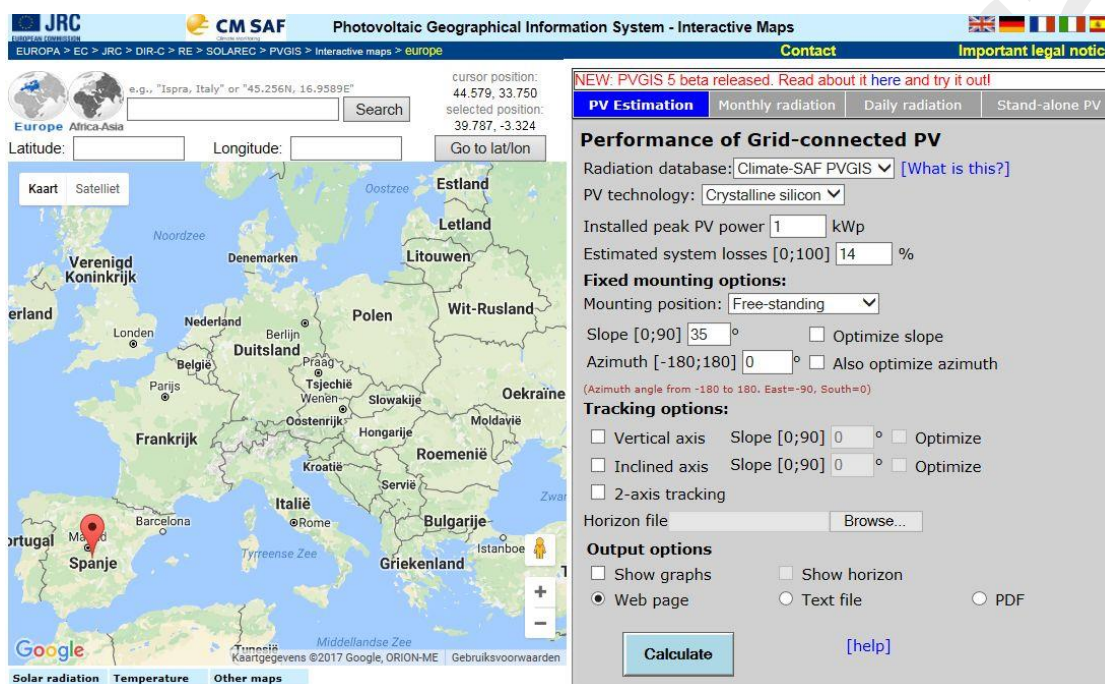 JRC
EUROPEAN COMMISSION
CM SAF
Photovoltaic Geographical Information System - Interactive Maps
EUROPA > EC > JRC > DIR-C > RE > SOLAREC > PVGIS > Interactive maps > europe
Contact
Important legal notic
e.g., "Ispra, Italy" or "45.256N, 16.9589E"
Search
Europe Africa-Asia
cursor position:
44.579, 33.750
selected position:
39.787, -3.324
Latitude:
Longitude:
Go to lat/lon
Kaart Satelliet
Oostzee
Estland
Letland
Noordzee
Denemarken
Litouwen
Verenigd
Koninkrijk
erland
Wit-Rusland
Polen
Londen
Nederland
Berlijn
Duitsland
België
Praag
Tsjechië
Parijs
Wenen
Slowakije
Oekraïne
Oostenrijk
Hongarije
Moldavië
Frankrijk
Roemenië
Kroatië
Servië
Italië
Zwar
Barcelona
Rome
Bulgarije
ortugal
Spanje
Tyrreense Zee
Istanboe
Griekenland
T
+
−
Middellandse Zee
Tunesië
Google
Kaartgegevens ©2017 Google, ORION-ME
Gebruiksvoorwaarden
Solar radiation Temperature Other maps
NEW: PVGIS 5 beta released. Read about it here and try it out!
PV Estimation
Monthly radiation
Daily radiation
Stand-alone PV
Performance of Grid-connected PV
Radiation database: Climate-SAF PVGIS [What is this?]
PV technology: Crystalline silicon
Installed peak PV power 1 kWp
Estimated system losses [0;100] 14 %
Fixed mounting options:
Mounting position: Free-standing
Slope [0;90] 35 º Optimize slope
Azimuth [-180;180] 0 º Also optimize azimuth
(Azimuth angle from -180 to 180. East=-90, South=0)
Tracking options:
Vertical axis Slope [0;90] 0 º Optimize
Inclined axis Slope [0;90] 0 º Optimize
2-axis tracking
Horizon file Browse...
Output options
Show graphs Show horizon
Web page Text file PDF
Calculate [help]